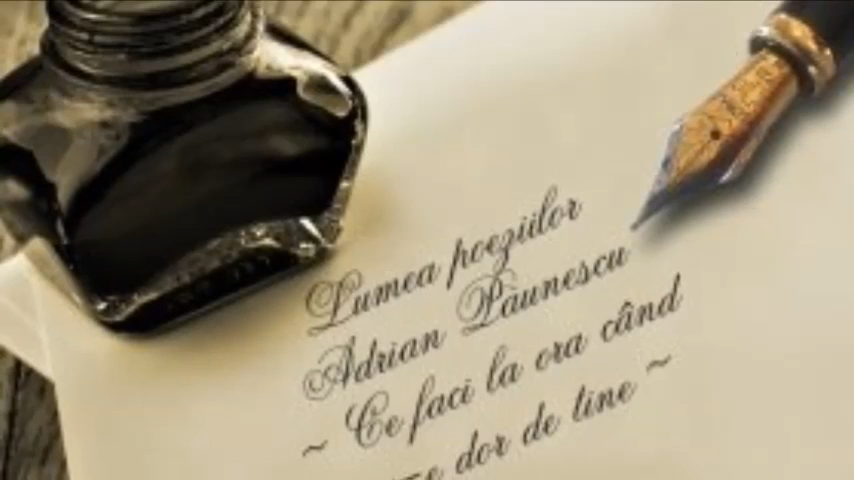 Lumea poeziilor
Adrian Păunescu
~ Ce faci la ora când
dor de tine ~